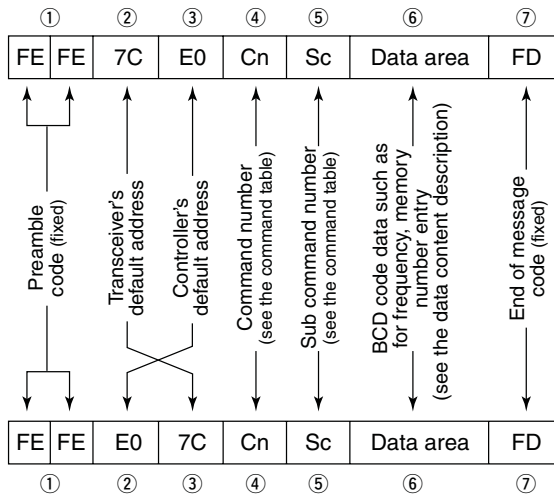 ① ② ③ ④ ⑤ ⑥ ⑦
FE FE 7C E0 Cn Sc Data area FD
Preamble
code (fixed)
Transceiver's
default address
Controller's
default address
Command number
(see the command table)
Sub command number
(see the command table)
BCD code data such as
for frequency, memory
number entry
(see the data content description)
End of message
code (fixed)
FE FE E0 7C Cn Sc Data area FD
① ② ③ ④ ⑤ ⑥ ⑦